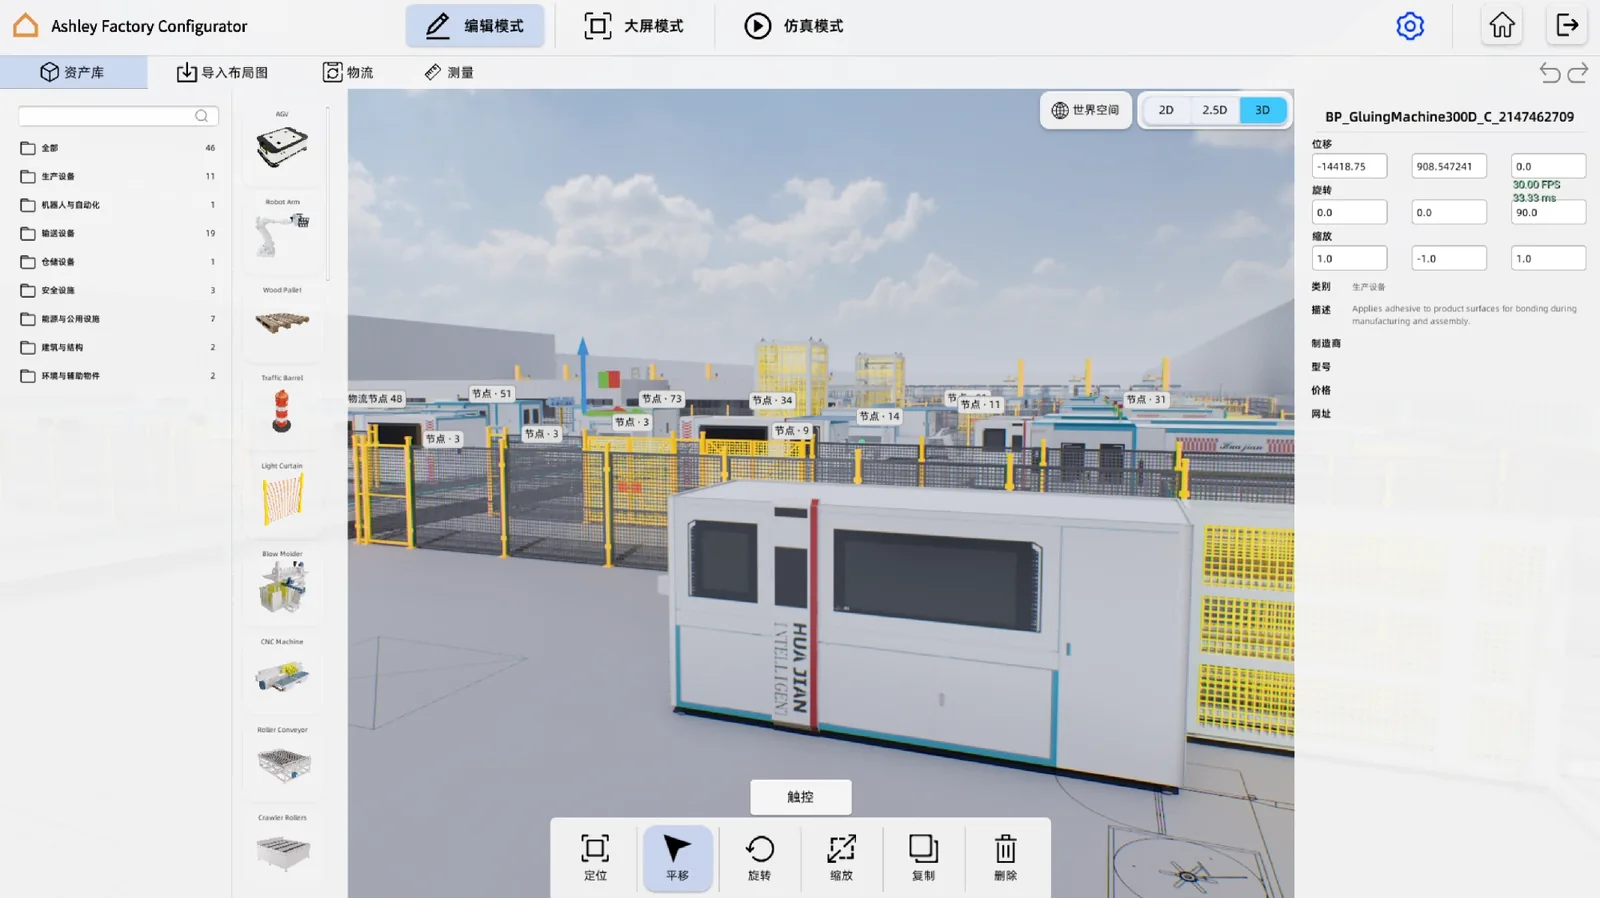 Ashley Factory Configurator
编辑模式
大屏模式
仿真模式
资产库
导入布局图
物流
测量
全部 46
生产设备 11
机器人与自动化 1
输送设备 19
仓储设备 1
安全设施 3
能源与公用设施 7
建筑与结构 2
环境与辅助物件 2
AGV
Robot Arm
Wood Pallet
Traffic Barrel
Light Curtain
Blow Molder
CNC Machine
Roller Conveyor
Crawler Rollers
世界空间
2D
2.5D
3D
物流节点 48
节点 · 51
节点 · 73
节点 · 34
节点 · 11
节点 · 31
节点 · 14
节点 · 3
节点 · 3
节点 · 3
节点 · 9
Hua jian
HUA JIAN
INTELLIGENT
触控
定位
平移
旋转
缩放
复制
删除
BP_GluingMachine300D_C_2147462709
位移
-14418.75 908.547241 0.0
30.00 FPS
33.33 ms
旋转
0.0 0.0 90.0
缩放
1.0 -1.0 1.0
类别 生产设备
描述 Applies adhesive to product surfaces for bonding during
manufacturing and assembly.
制造商
型号
价格
网址